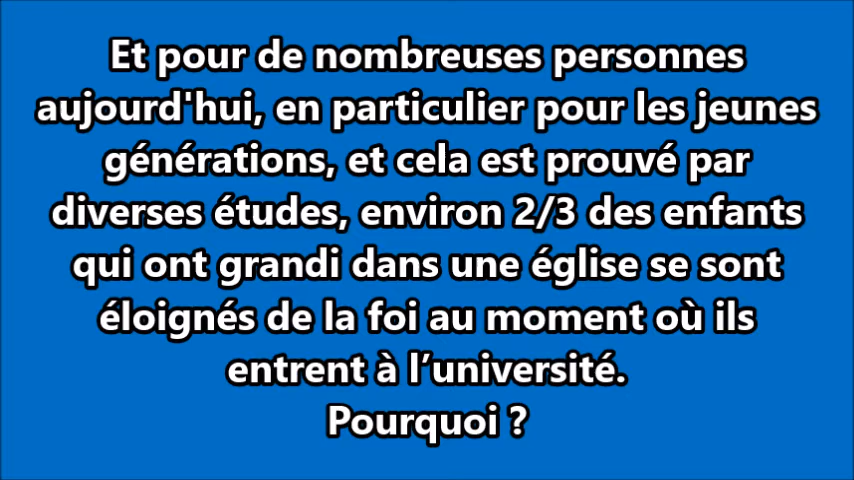 Et pour de nombreuses personnes
aujourd'hui, en particulier pour les jeunes
générations, et cela est prouvé par
diverses études, environ 2/3 des enfants
qui ont grandi dans une église se sont
éloignés de la foi au moment où ils
entrent à l’université.
Pourquoi ?